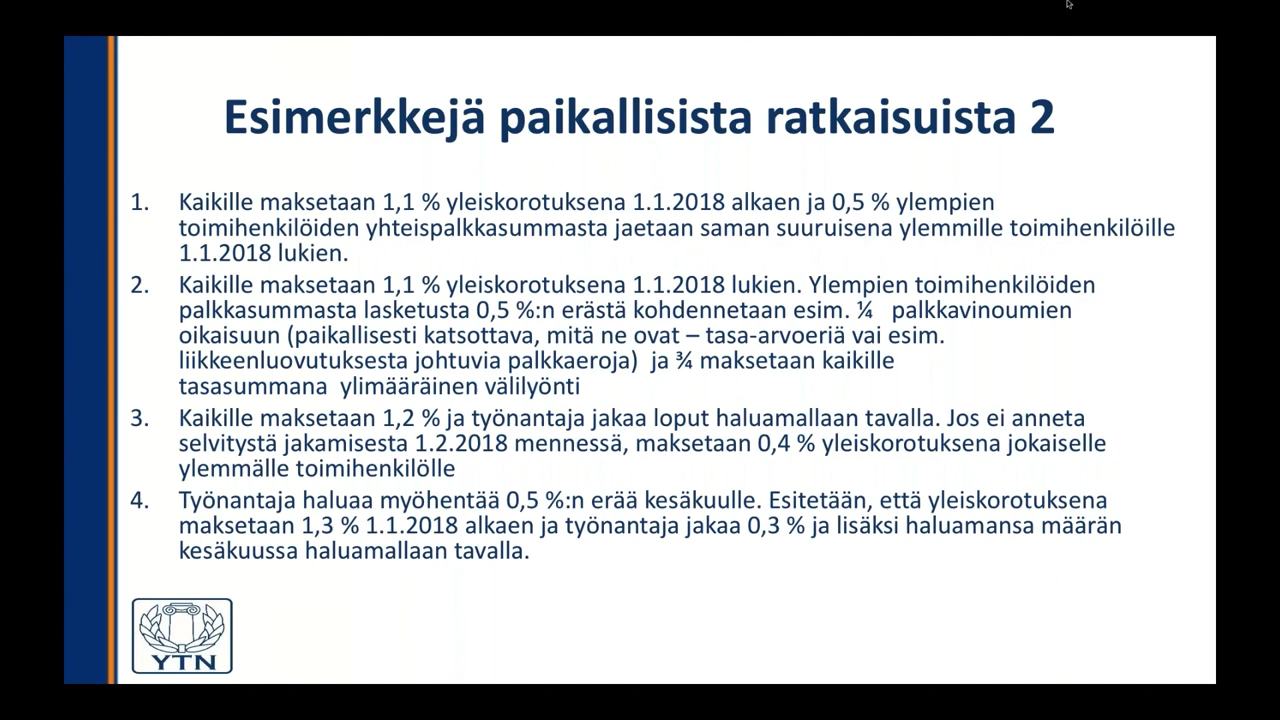 Esimerkkejä paikallisista ratkaisuista 2
1. Kaikille maksetaan 1,1 % yleiskorotuksena 1.1.2018 alkaen ja 0,5 % ylempien
toimihenkilöiden yhteispalkkasummasta jaetaan saman suuruisena ylemmille toimihenkilöille
1.1.2018 lukien.
2. Kaikille maksetaan 1,1 % yleiskorotuksena 1.1.2018 lukien. Ylempien toimihenkilöiden
palkkasummasta lasketusta 0,5 %:n erästä kohdennetaan esim. ¼ palkkavinoumien
oikaisuun (paikallisesti katsottava, mitä ne ovat – tasa-arvoeriä vai esim.
liikkeenluovutuksesta johtuvia palkkaeroja) ja ¾ maksetaan kaikille
tasasummana ylimääräinen välilyönti
3. Kaikille maksetaan 1,2 % ja työnantaja jakaa loput haluamallaan tavalla. Jos ei anneta
selvitystä jakamisesta 1.2.2018 mennessä, maksetaan 0,4 % yleiskorotuksena jokaiselle
ylemmälle toimihenkilölle
4. Työnantaja haluaa myöhentää 0,5 %:n erää kesäkuulle. Esitetään, että yleiskorotuksena
maksetaan 1,3 % 1.1.2018 alkaen ja työnantaja jakaa 0,3 % ja lisäksi haluamansa määrän
kesäkuussa haluamallaan tavalla.
YTN